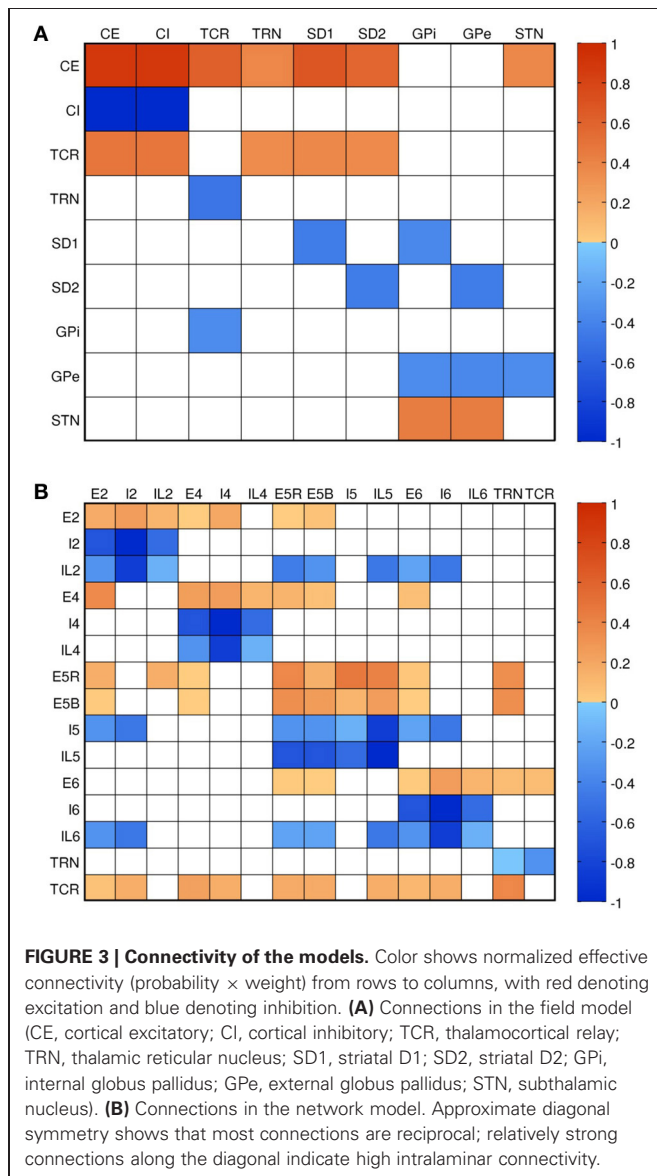 A
CE CI TCR TRN SD1 SD2 GPi GPe STN
CE
CI
TCR
TRN
SD1
SD2
GPi
GPe
STN
1
0.8
0.6
0.4
0.2
0
-0.2
-0.4
-0.6
-0.8
-1
B
E2 I2 IL2 E4 I4 IL4 E5R E5B I5 IL5 E6 I6 IL6 TRN TCR
E2
I2
IL2
E4
I4
IL4
E5R
E5B
I5
IL5
E6
I6
IL6
TRN
TCR
1
0.8
0.6
0.4
0.2
0
-0.2
-0.4
-0.6
-0.8
-1
FIGURE 3 | Connectivity of the models. Color shows normalized effective
connectivity (probability × weight) from rows to columns, with red denoting
excitation and blue denoting inhibition. (A) Connections in the field model
(CE, cortical excitatory; CI, cortical inhibitory; TCR, thalamocortical relay;
TRN, thalamic reticular nucleus; SD1, striatal D1; SD2, striatal D2; GPi,
internal globus pallidus; GPe, external globus pallidus; STN, subthalamic
nucleus). (B) Connections in the network model. Approximate diagonal
symmetry shows that most connections are reciprocal; relatively strong
connections along the diagonal indicate high intralaminar connectivity.